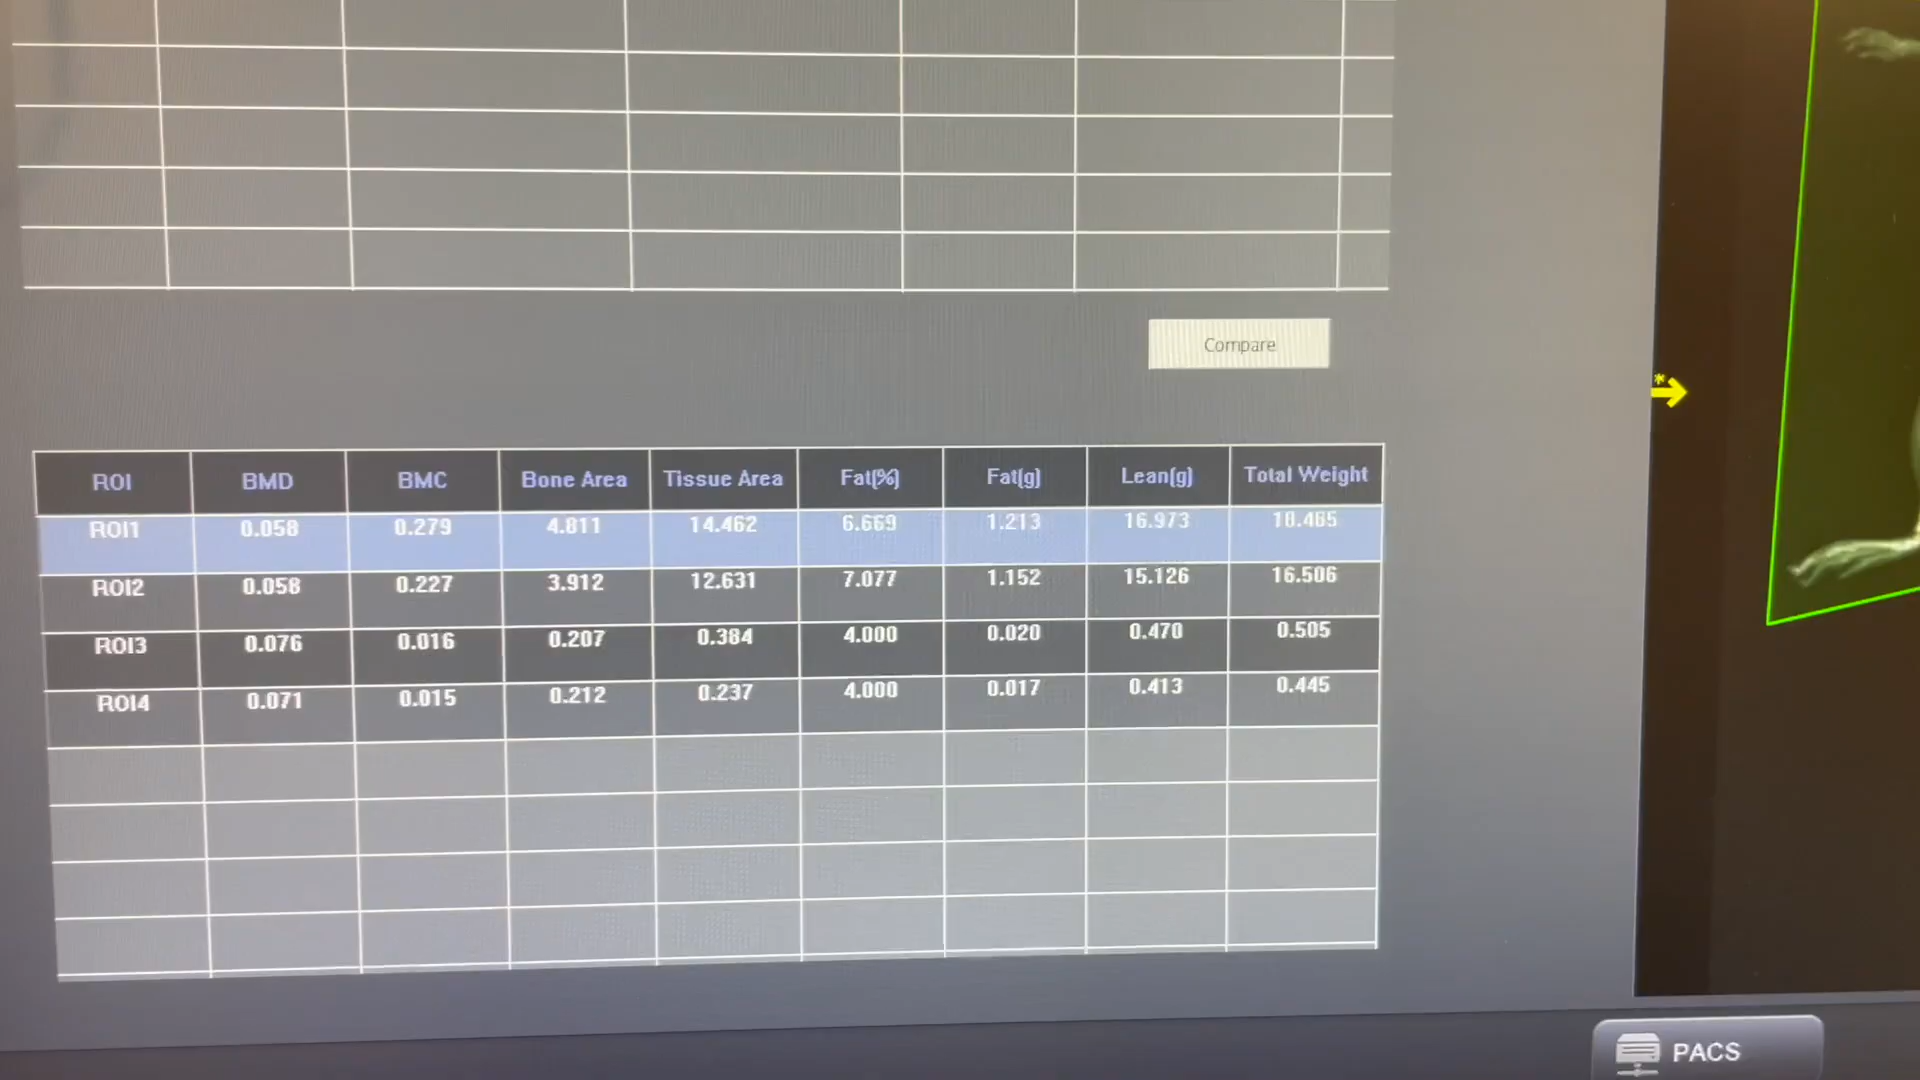 Compare
*
ROI BMD BMC Bone Area Tissue Area Fat(%) Fat(g) Lean(g) Total Weight
ROI1 0.058 0.279 4.811 14.462 6.669 1.213 16.973 18.465
ROI2 0.058 0.227 3.912 12.631 7.077 1.152 15.126 16.506
ROI3 0.076 0.016 0.207 0.384 4.000 0.020 0.470 0.505
ROI4 0.071 0.015 0.212 0.237 4.000 0.017 0.413 0.445
PACS